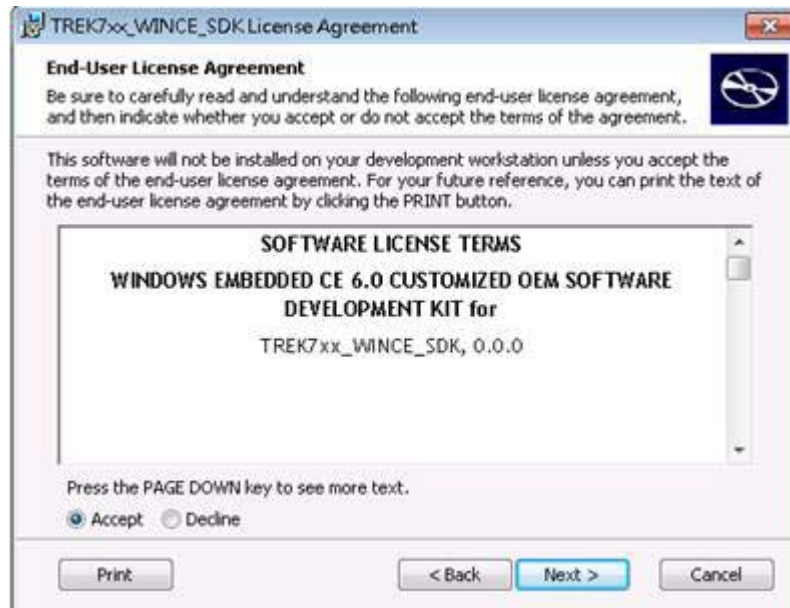 TREK7xx_WINCE_SDK License Agreement
End-User License Agreement
Be sure to carefully read and understand the following end-user license agreement,
and then indicate whether you accept or do not accept the terms of the agreement.
This software will not be installed on your development workstation unless you accept the
terms of the end-user license agreement. For your future reference, you can print the text of
the end-user license agreement by clicking the PRINT button.
SOFTWARE LICENSE TERMS
WINDOWS EMBEDDED CE 6.0 CUSTOMIZED OEM SOFTWARE
DEVELOPMENT KIT for
TREK7xx_WINCE_SDK, 0.0.0
Press the PAGE DOWN key to see more text.
Accept Decline
Print < Back Next > Cancel